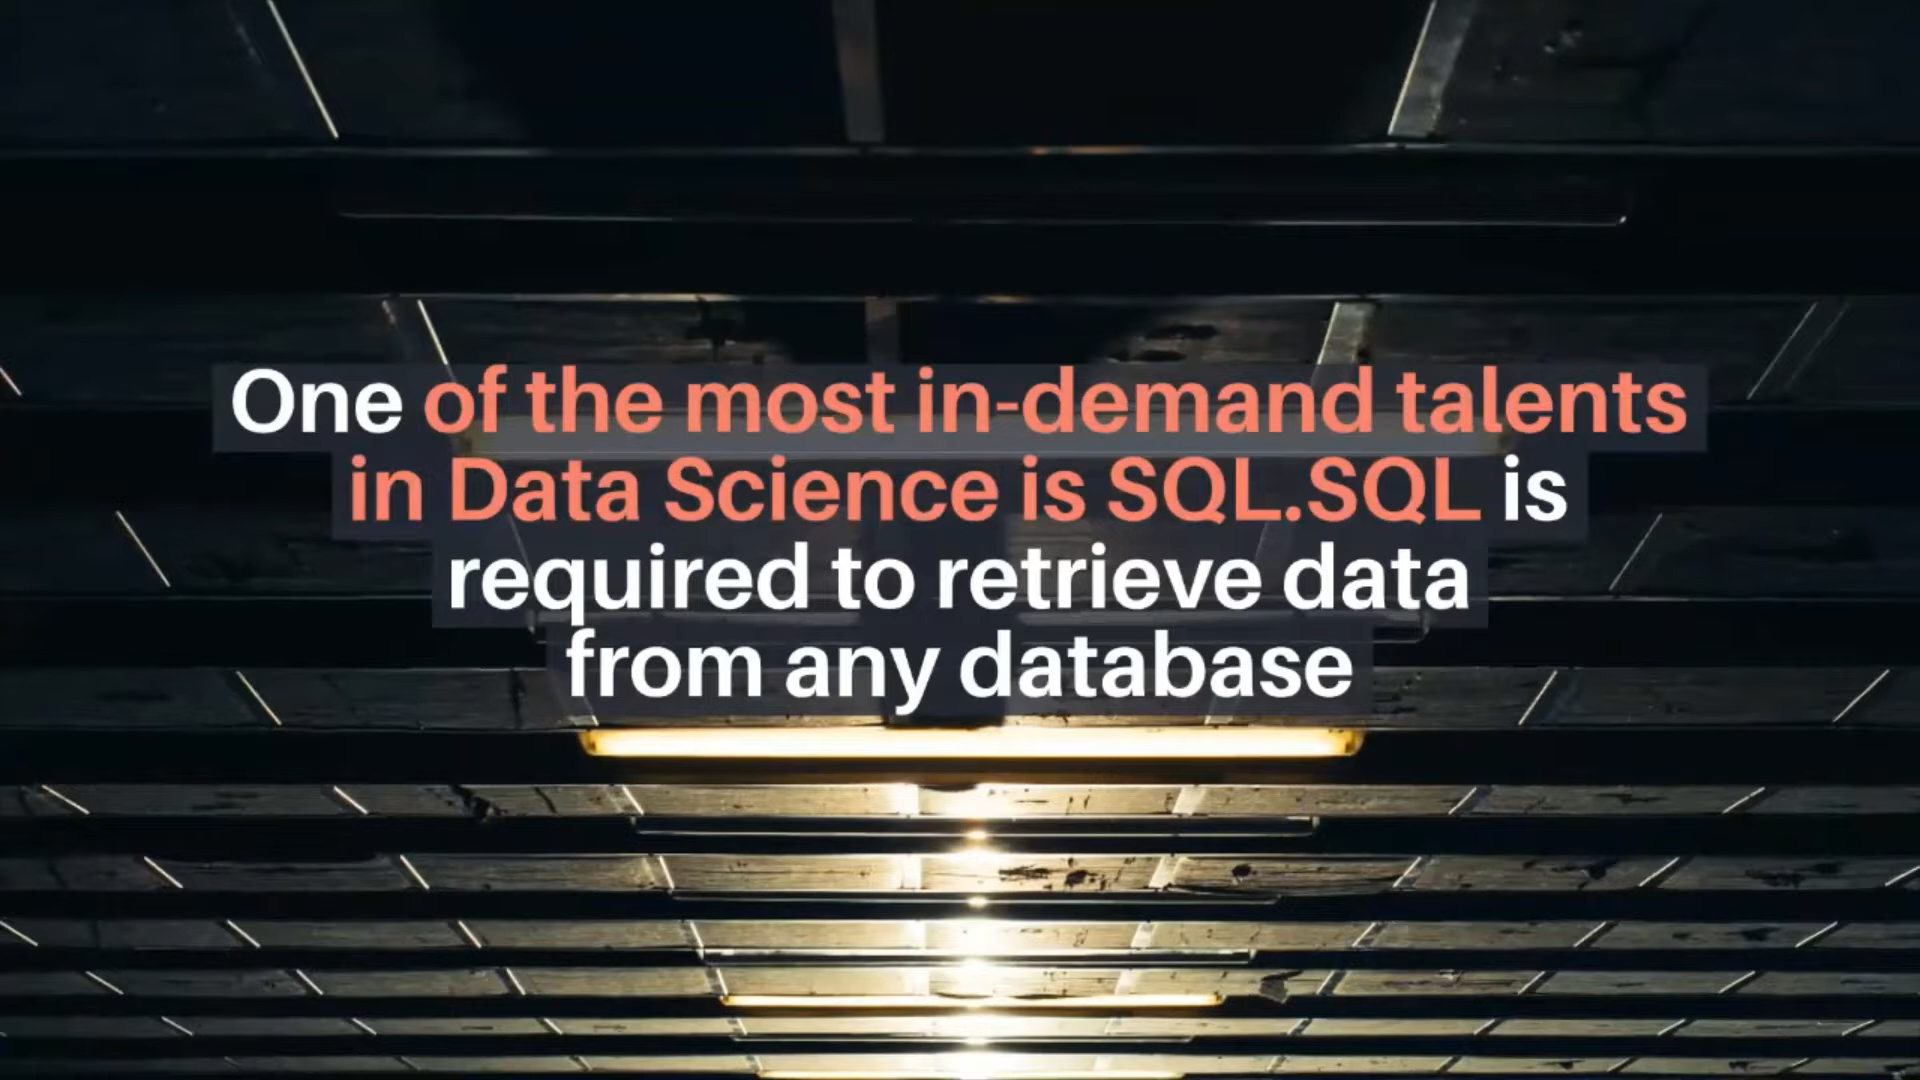 One of the most in-demand talents
in Data Science is SQL.SQL is
required to retrieve data
from any database